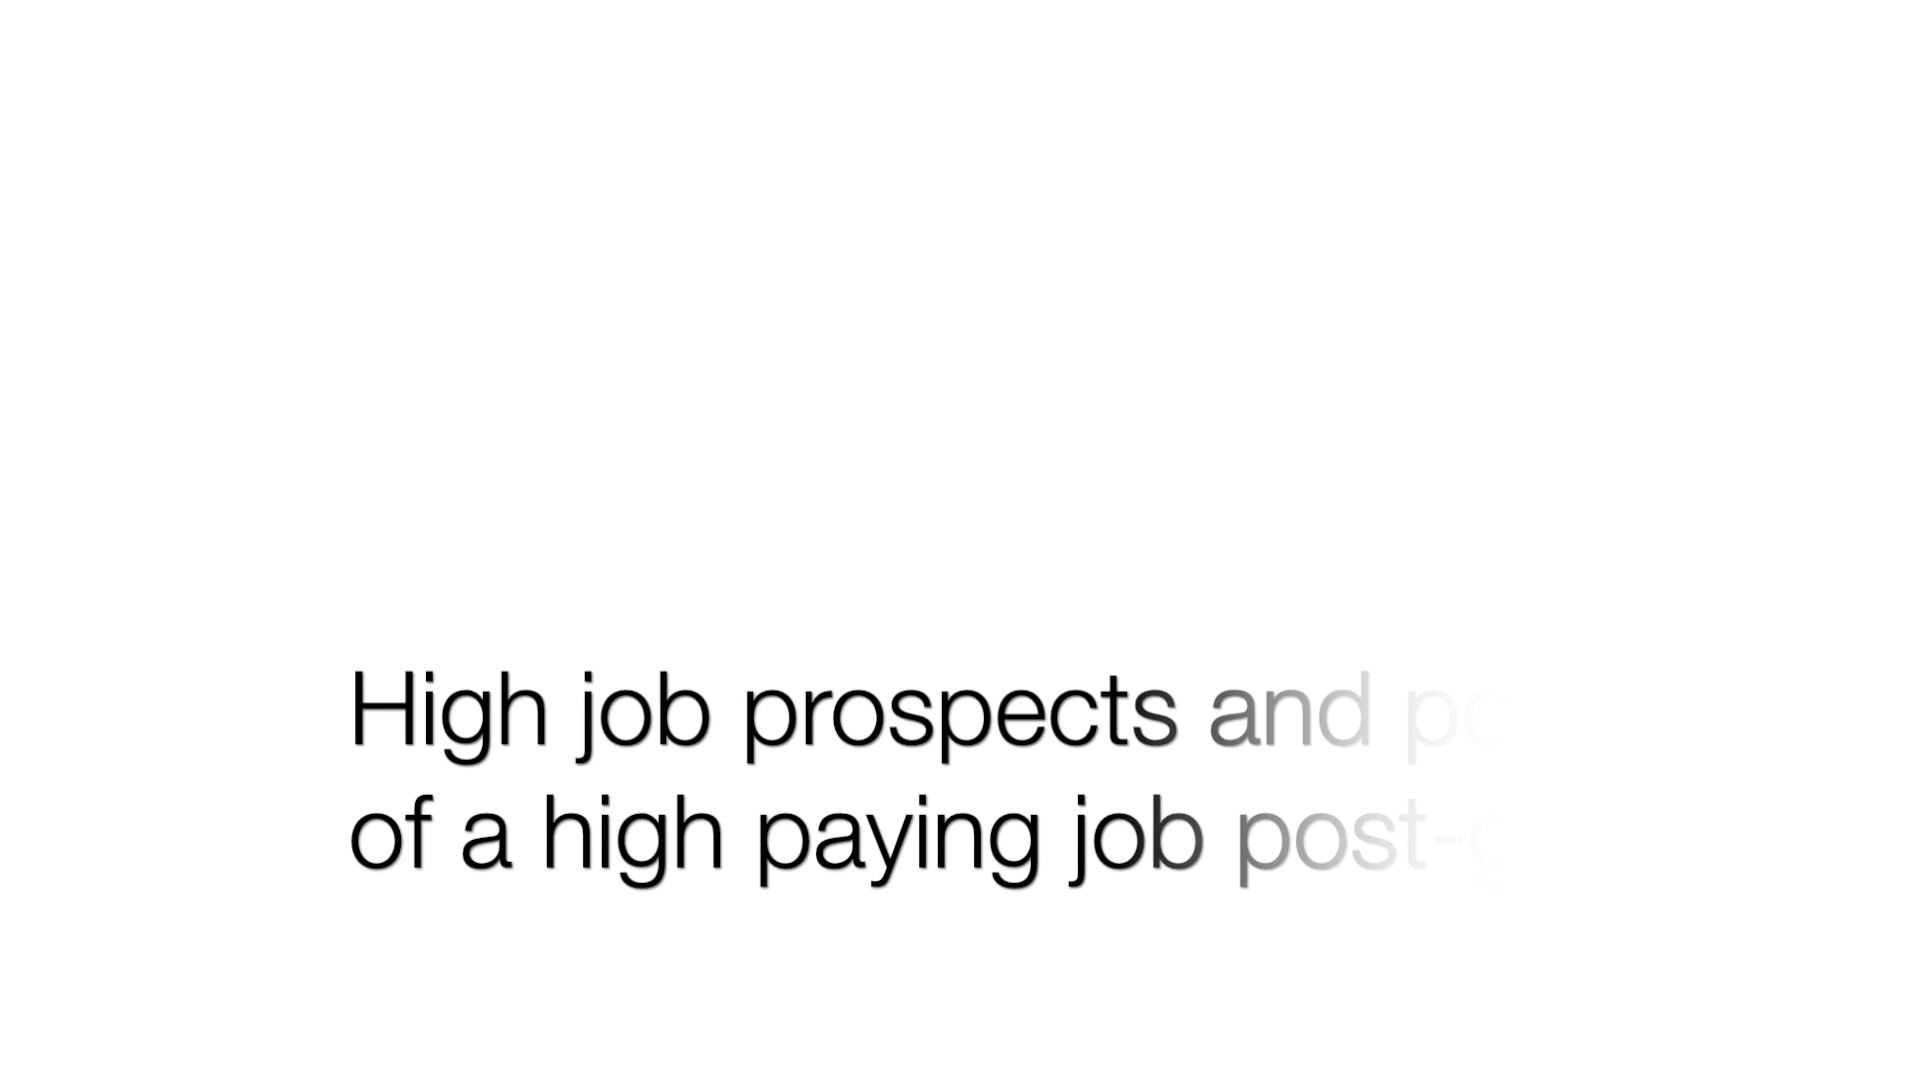 High job prospects and
of a high paying job post-